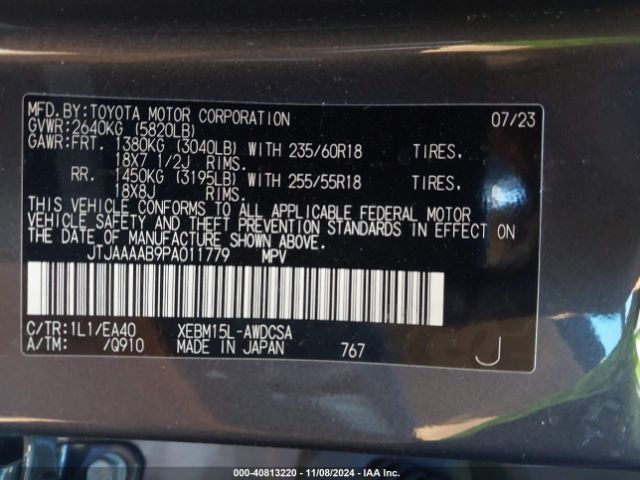 MFD.BY:TOYOTA MOTOR CORPORATION 07/23
GVWR:2640KG (5820LB)
GAWR:FRT. 1380KG (3040LB) WITH 235/60R18 TIRES,
18X7 1/2J RIMS.
RR. 1450KG (3195LB) WITH 255/55R18 TIRES,
18X8J RIMS.
THIS VEHICLE CONFORMS TO ALL APPLICABLE FEDERAL MOTOR
VEHICLE SAFETY AND THEFT PREVENTION STANDARDS IN EFFECT ON
THE DATE OF MANUFACTURE SHOWN ABOVE.
JTJAAAAB9PA011779 MPV
C/TR:1L1/EA40 XEBM15L-AWDCSA
A/TM: /Q910 MADE IN JAPAN 767 J
000-40813220 - 11/08/2024 - IAA Inc.